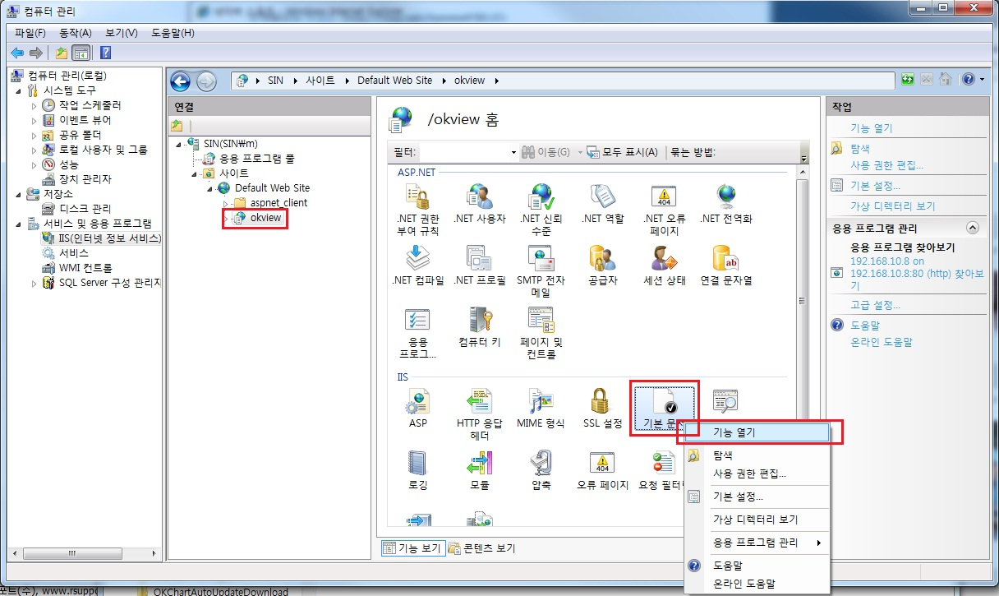 컴퓨터 관리
파일(F) 동작(A) 보기(V) 도움말(H)
컴퓨터 관리(로컬)
시스템 도구
작업 스케줄러
이벤트 뷰어
공유 폴더
로컬 사용자 및 그룹
성능
장치 관리자
저장소
디스크 관리
서비스 및 응용 프로그램
IIS(인터넷 정보 서비스)
서비스
WMI 컨트롤
SQL Server 구성 관리자
SIN 사이트 Default Web Site okview
연결
SIN(SIN₩m)
응용 프로그램 풀
사이트
Default Web Site
aspnet_client
okview
/okview 홈
필터: 이동(G) 모두 표시(A) 묶는 방법:
ASP.NET
.NET 권한 부여 규칙
.NET 사용자
.NET 신뢰 수준
.NET 역할
404
.NET 오류 페이지
.NET 전역화
.NET 컴파일
.NET 프로필
SMTP 전자 메일
공급자
세션 상태
ab
연결 문자열
응용 프로그...
컴퓨터 키
페이지 및 컨트롤
IIS
ASP
HTTP 응답 헤더
MIME 형식
SSL 설정
기본 문
로깅
모듈
압축
404
오류 페이지
요청 필터
기능 보기 콘텐츠 보기
기능 열기
탐색
사용 권한 편집...
기본 설정...
가상 디렉터리 보기
응용 프로그램 관리
도움말
온라인 도움말
작업
기능 열기
탐색
사용 권한 편집...
기본 설정...
가상 디렉터리 보기
응용 프로그램 관리
응용 프로그램 찾아보기
192.168.10.8 on
192.168.10.8:80 (http) 찾아보
기
고급 설정...
도움말
온라인 도움말
포트(수), www.rsupp
OKChartAutoUpdateDownload